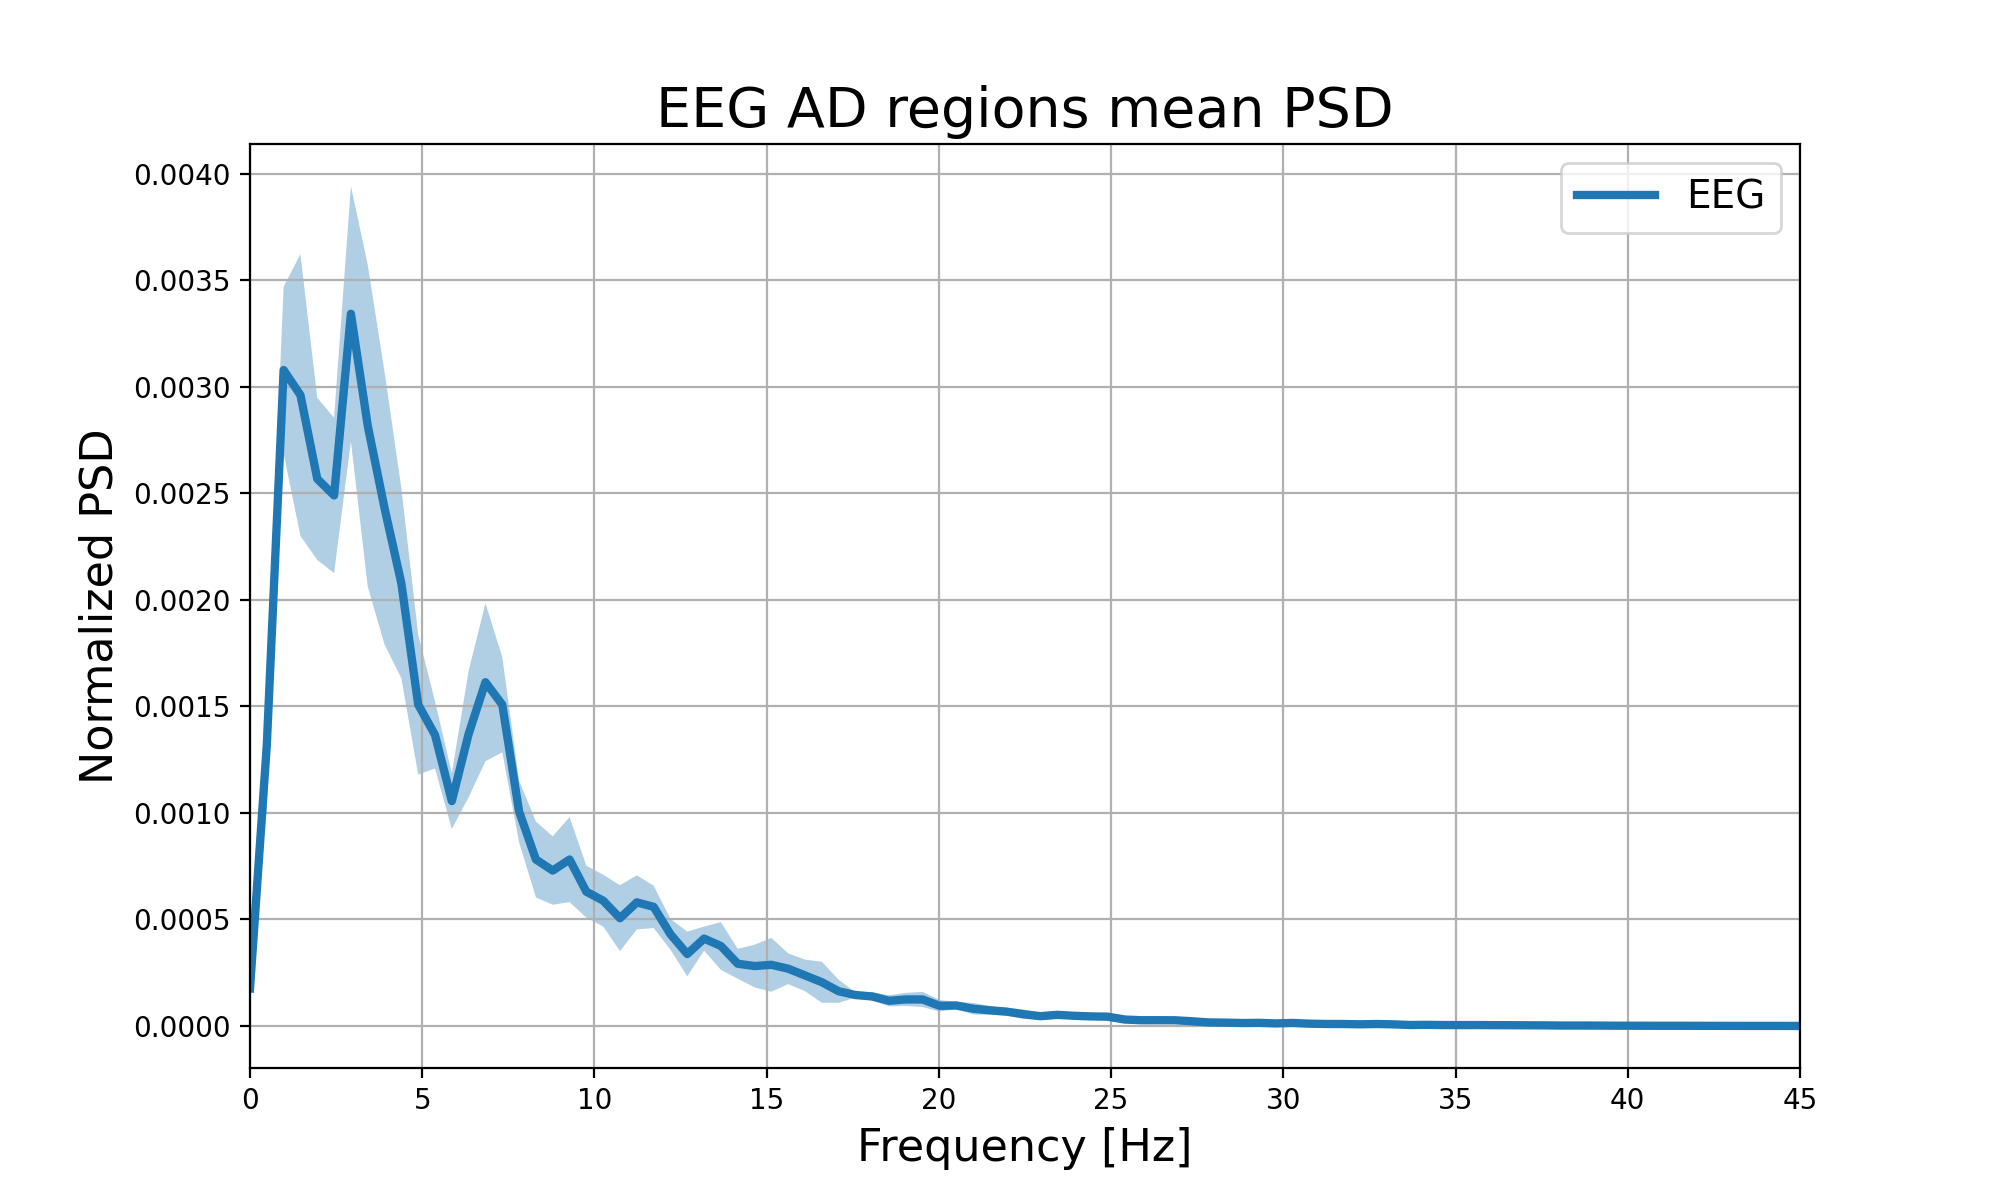 EEG AD regions mean PSD
EEG
Normalized PSD
0.0040
0.0035
0.0030
0.0025
0.0020
0.0015
0.0010
0.0005
0.0000
0 5 10 15 20 25 30 35 40 45
Frequency [Hz]